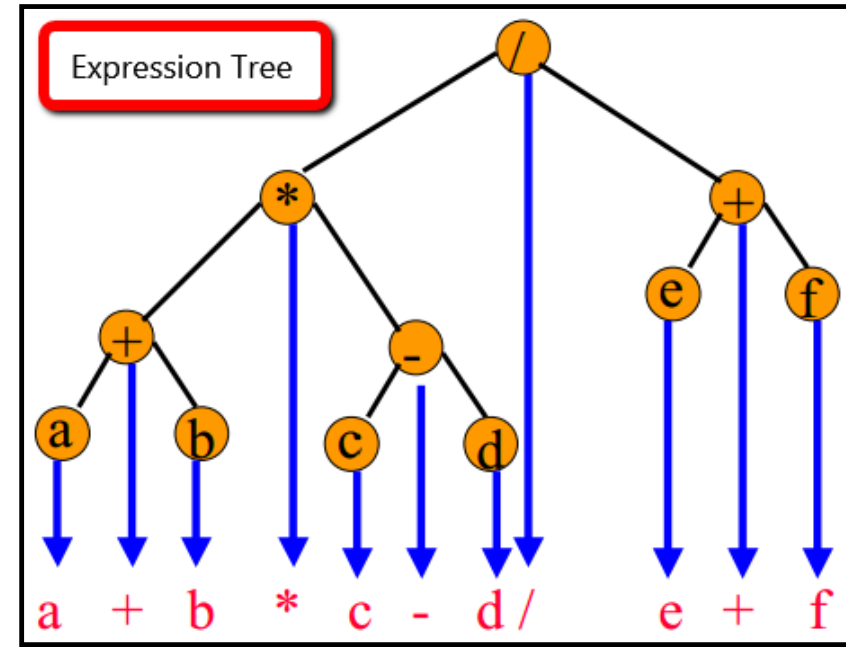 Expression Tree
/
* +
e f
+ -
a b c d
a + b * c - d / e + f